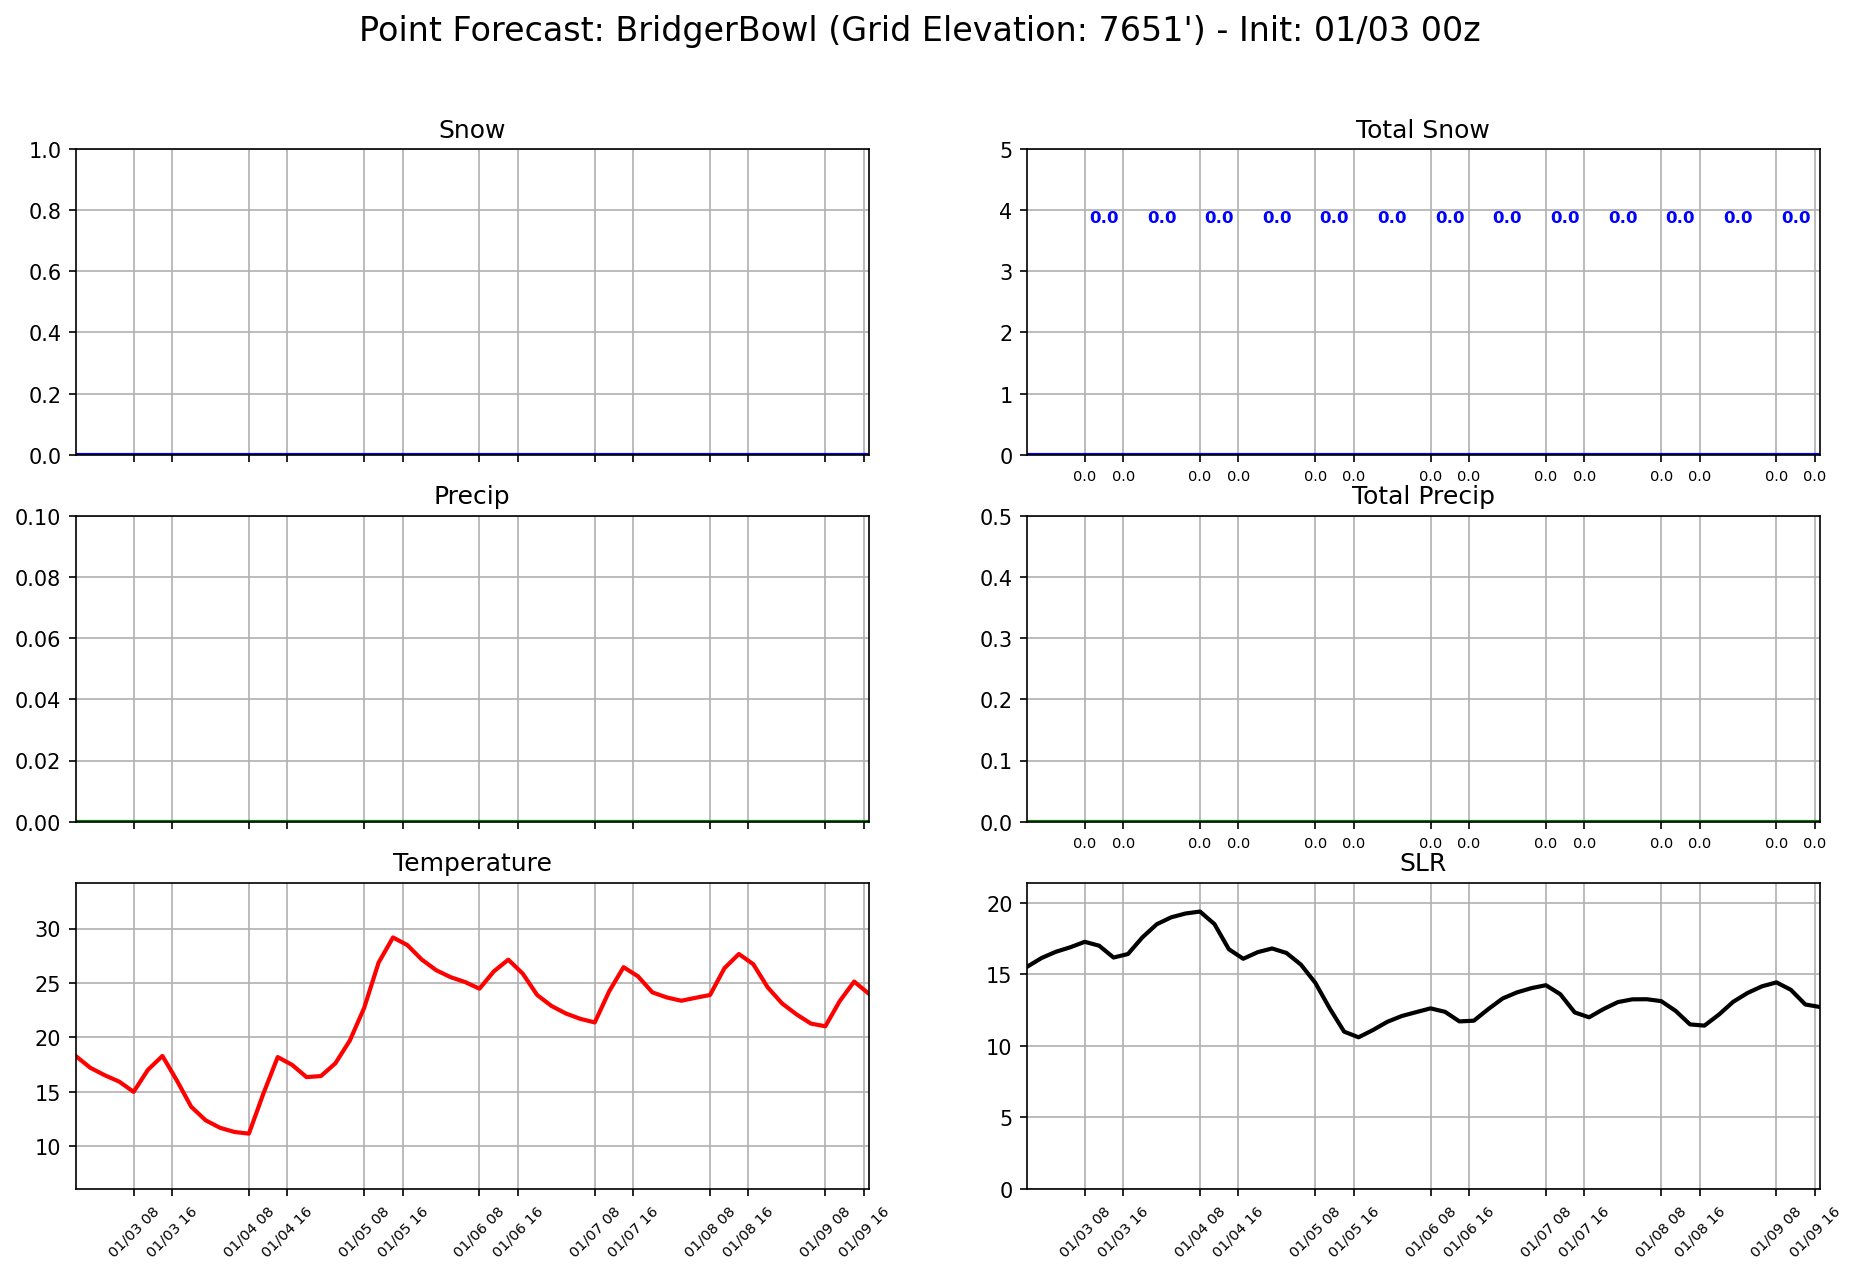 Point Forecast: BridgerBowl (Grid Elevation: 7651') - Init: 01/03 00z
Snow
1.0
0.8
0.6
0.4
0.2
0.0
Total Snow
5
4
3
2
1
0
0.0 0.0 0.0 0.0 0.0 0.0 0.0 0.0 0.0 0.0 0.0 0.0 0.0
0.0 0.0 0.0 0.0 0.0 0.0 0.0 0.0 0.0 0.0 0.0 0.0 0.0 0.0
Precip
0.10
0.08
0.06
0.04
0.02
0.00
Total Precip
0.5
0.4
0.3
0.2
0.1
0.0
0.0 0.0 0.0 0.0 0.0 0.0 0.0 0.0 0.0 0.0 0.0 0.0 0.0 0.0
Temperature
30
25
20
15
10
01/03 08 01/03 16 01/04 08 01/04 16 01/05 08 01/05 16 01/06 08 01/06 16 01/07 08 01/07 16 01/08 08 01/08 16 01/09 08 01/09 16
SLR
20
15
10
5
0
01/03 08 01/03 16 01/04 08 01/04 16 01/05 08 01/05 16 01/06 08 01/06 16 01/07 08 01/07 16 01/08 08 01/08 16 01/09 08 01/09 16